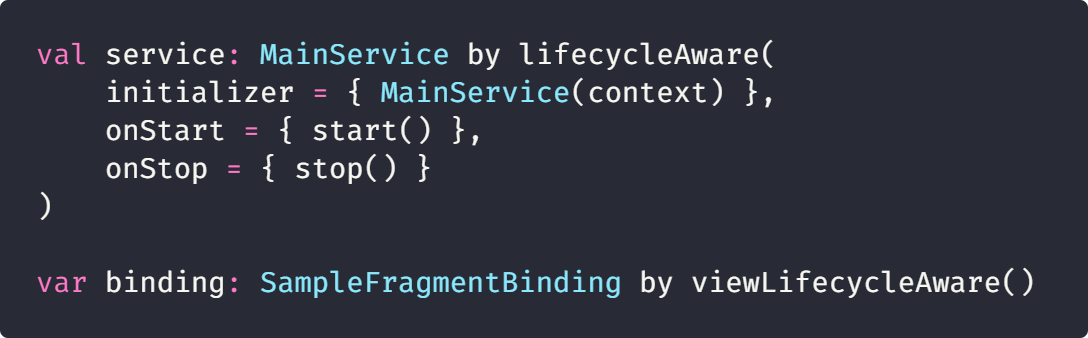 val service: MainService by lifecycleAware(
    initializer = { MainService(context) },
    onStart = { start() },
    onStop = { stop() }
)

var binding: SampleFragmentBinding by viewLifecycleAware()